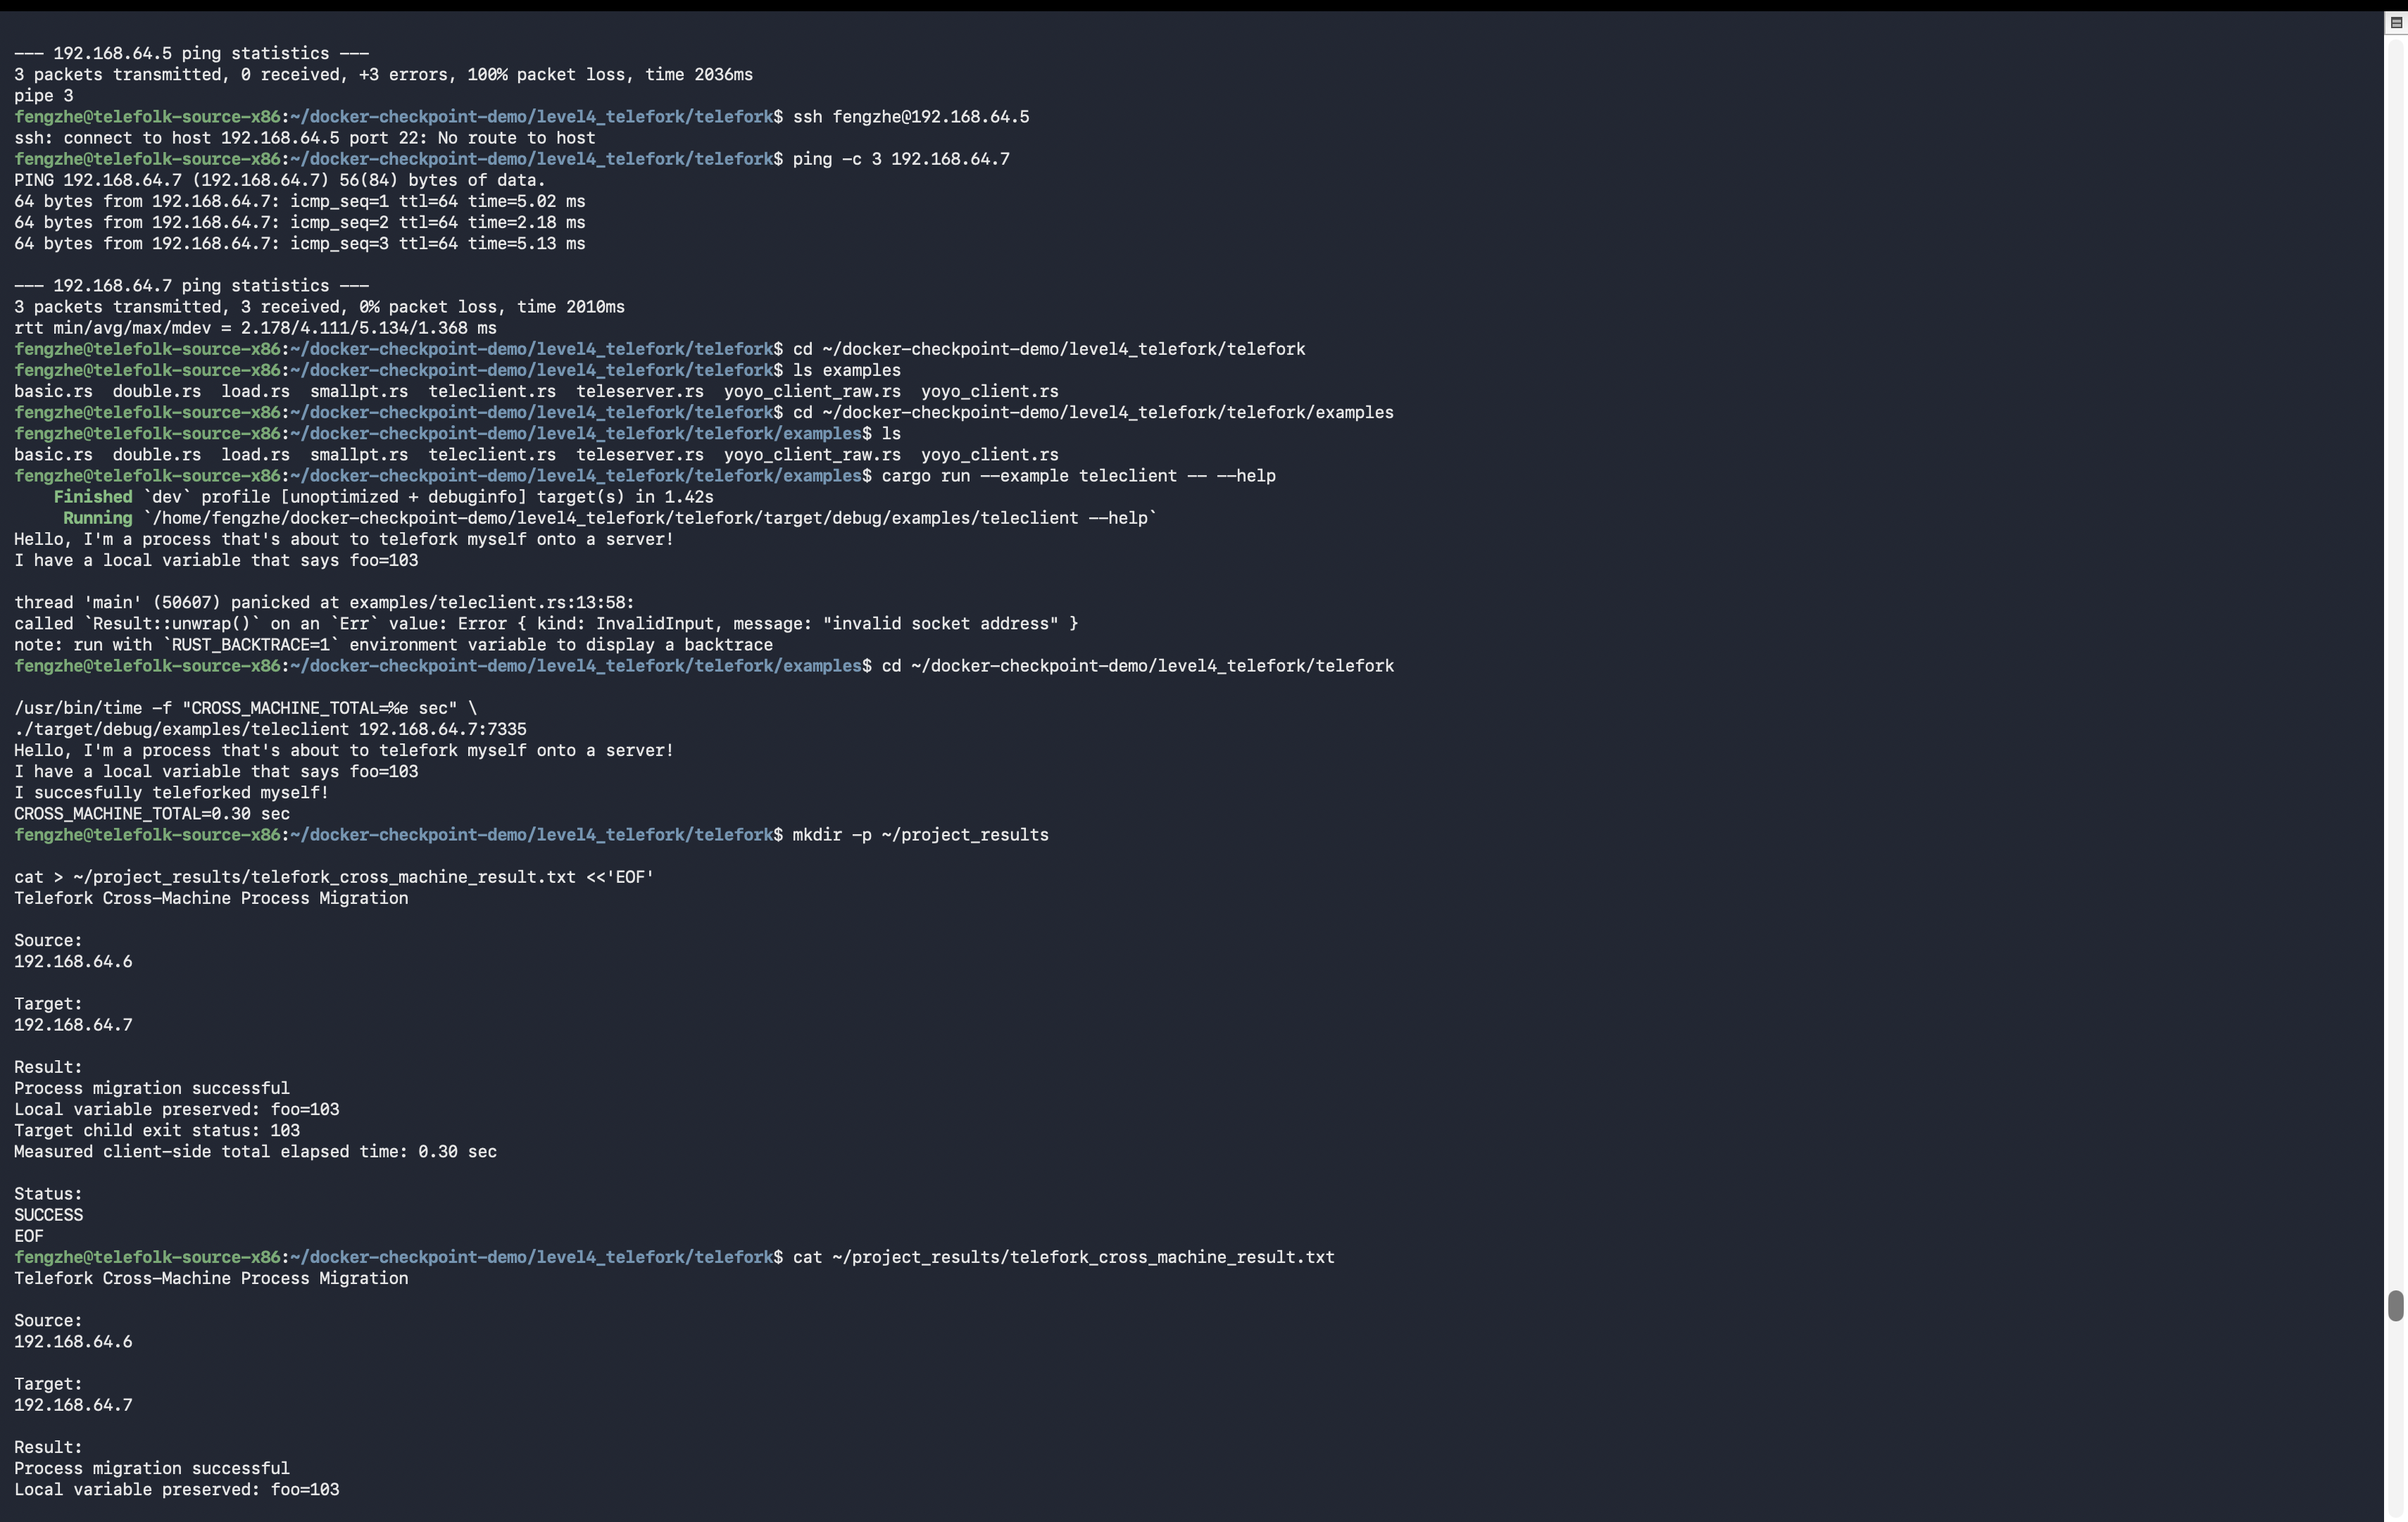 --- 192.168.64.5 ping statistics ---
3 packets transmitted, 0 received, +3 errors, 100% packet loss, time 2036ms
pipe 3
fengzhe@telefolk-source-x86:~/docker-checkpoint-demo/level4_telefork/telefork$ ssh fengzhe@192.168.64.5
ssh: connect to host 192.168.64.5 port 22: No route to host
fengzhe@telefolk-source-x86:~/docker-checkpoint-demo/level4_telefork/telefork$ ping -c 3 192.168.64.7
PING 192.168.64.7 (192.168.64.7) 56(84) bytes of data.
64 bytes from 192.168.64.7: icmp_seq=1 ttl=64 time=5.02 ms
64 bytes from 192.168.64.7: icmp_seq=2 ttl=64 time=2.18 ms
64 bytes from 192.168.64.7: icmp_seq=3 ttl=64 time=5.13 ms

--- 192.168.64.7 ping statistics ---
3 packets transmitted, 3 received, 0% packet loss, time 2010ms
rtt min/avg/max/mdev = 2.178/4.111/5.134/1.368 ms
fengzhe@telefolk-source-x86:~/docker-checkpoint-demo/level4_telefork/telefork$ cd ~/docker-checkpoint-demo/level4_telefork/telefork
fengzhe@telefolk-source-x86:~/docker-checkpoint-demo/level4_telefork/telefork$ ls examples
basic.rs  double.rs  load.rs  smallpt.rs  teleclient.rs  teleserver.rs  yoyo_client_raw.rs  yoyo_client.rs
fengzhe@telefolk-source-x86:~/docker-checkpoint-demo/level4_telefork/telefork$ cd ~/docker-checkpoint-demo/level4_telefork/telefork/examples
fengzhe@telefolk-source-x86:~/docker-checkpoint-demo/level4_telefork/telefork/examples$ ls
basic.rs  double.rs  load.rs  smallpt.rs  teleclient.rs  teleserver.rs  yoyo_client_raw.rs  yoyo_client.rs
fengzhe@telefolk-source-x86:~/docker-checkpoint-demo/level4_telefork/telefork/examples$ cargo run --example teleclient -- --help
    Finished `dev` profile [unoptimized + debuginfo] target(s) in 1.42s
     Running `/home/fengzhe/docker-checkpoint-demo/level4_telefork/telefork/target/debug/examples/teleclient --help`
Hello, I'm a process that's about to telefork myself onto a server!
I have a local variable that says foo=103

thread 'main' (50607) panicked at examples/teleclient.rs:13:58:
called `Result::unwrap()` on an `Err` value: Error { kind: InvalidInput, message: "invalid socket address" }
note: run with `RUST_BACKTRACE=1` environment variable to display a backtrace
fengzhe@telefolk-source-x86:~/docker-checkpoint-demo/level4_telefork/telefork/examples$ cd ~/docker-checkpoint-demo/level4_telefork/telefork

/usr/bin/time -f "CROSS_MACHINE_TOTAL=%e sec" \
./target/debug/examples/teleclient 192.168.64.7:7335
Hello, I'm a process that's about to telefork myself onto a server!
I have a local variable that says foo=103
I succesfully teleforked myself!
CROSS_MACHINE_TOTAL=0.30 sec
fengzhe@telefolk-source-x86:~/docker-checkpoint-demo/level4_telefork/telefork$ mkdir -p ~/project_results

cat > ~/project_results/telefork_cross_machine_result.txt <<'EOF'
Telefork Cross-Machine Process Migration

Source:
192.168.64.6

Target:
192.168.64.7

Result:
Process migration successful
Local variable preserved: foo=103
Target child exit status: 103
Measured client-side total elapsed time: 0.30 sec

Status:
SUCCESS
EOF
fengzhe@telefolk-source-x86:~/docker-checkpoint-demo/level4_telefork/telefork$ cat ~/project_results/telefork_cross_machine_result.txt
Telefork Cross-Machine Process Migration

Source:
192.168.64.6

Target:
192.168.64.7

Result:
Process migration successful
Local variable preserved: foo=103